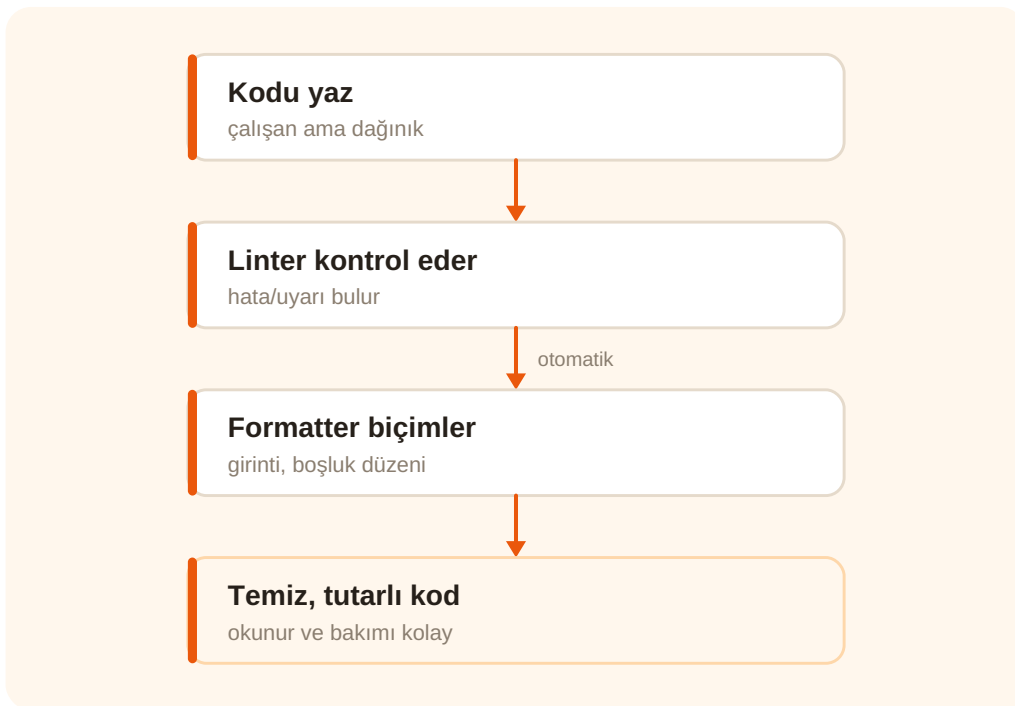 Kodu yaz
çalışan ama dağınık
Linter kontrol eder
hata/uyarı bulur
otomatik
Formatter biçimler
girinti, boşluk düzeni
Temiz, tutarlı kod
okunur ve bakımı kolay